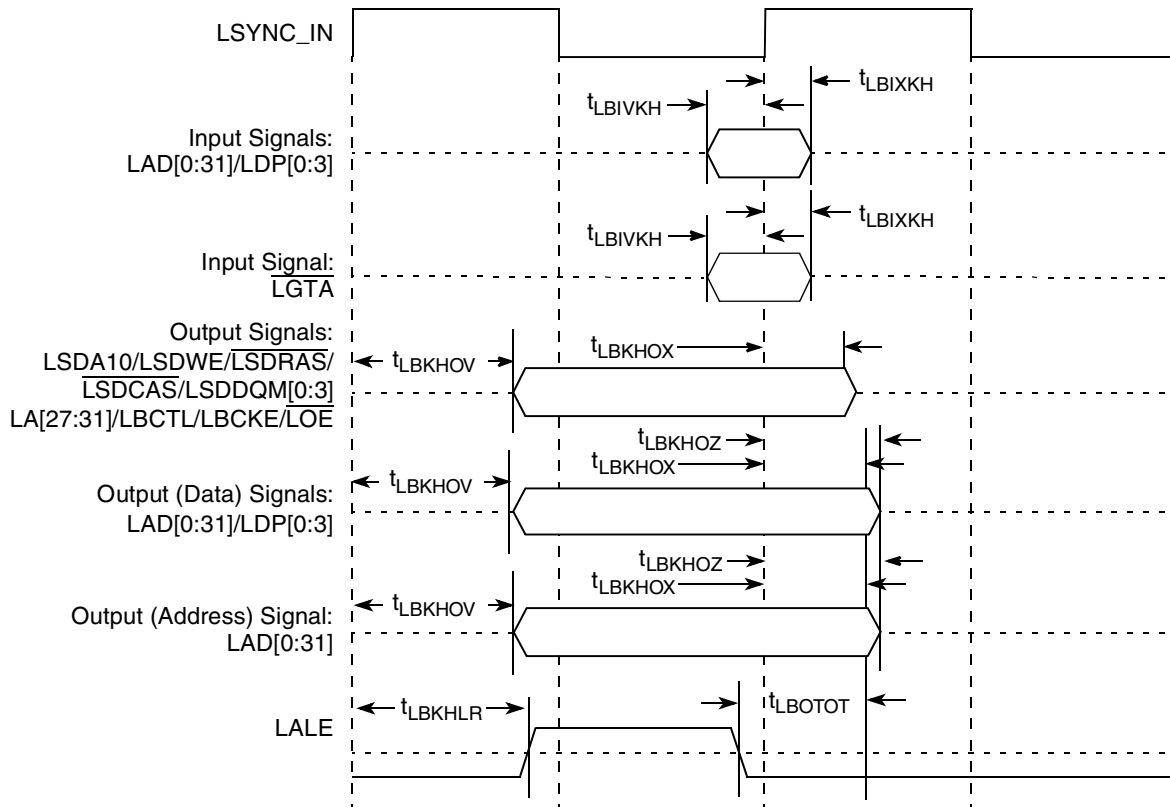 LSYNC_IN
tLBIXKH
tLBIVKH
Input Signals:
LAD[0:31]/LDP[0:3]
tLBIXKH
tLBIVKH
Input Signal:
LGTA
Output Signals:
LSDA10/LSDWE/LSDRAS/
LSDCAS/LSDDQM[0:3]
LA[27:31]/LBCTL/LBCKE/LOE
tLBKHOV
tLBKHOX
tLBKHOZ
tLBKHOX
tLBKHOV
Output (Data) Signals:
LAD[0:31]/LDP[0:3]
tLBKHOZ
tLBKHOX
tLBKHOV
Output (Address) Signal:
LAD[0:31]
tLBKHLR
tLBOTOT
LALE